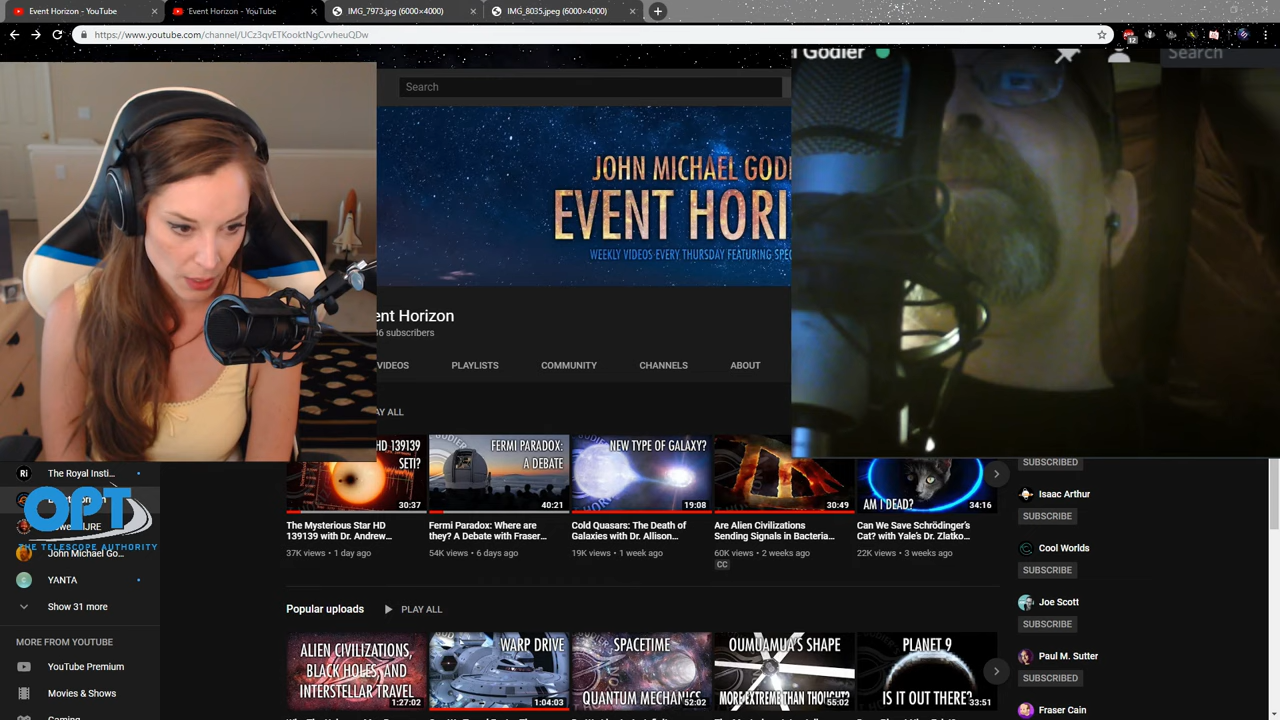 Event Horizon - YouTube
Event Horizon - YouTube
IMG_7973.jpg (6000×4000)
IMG_8035.jpeg (6000×4000)
https://www.youtube.com/channel/UCz3qvETKooktNgCvvheuQDw
12
Godier
Search
Search
JOHN MICHAEL GODI
EVENT HORI
WEEKLY VIDEOS EVERY THURSDAY FEATURING SPEC
ent Horizon
46 subscribers
VIDEOS
PLAYLISTS
COMMUNITY
CHANNELS
ABOUT
AY ALL
HD 139139
SETI?
30:37
FERMI PARADOX:
A DEBATE
40:21
NEW TYPE OF GALAXY?
19:08
30:49
AM I DEAD?
34:16
The Mysterious Star HD
139139 with Dr. Andrew...
37K views • 1 day ago
Fermi Paradox: Where are
they? A Debate with Fraser...
54K views • 6 days ago
Cold Quasars: The Death of
Galaxies with Dr. Allison...
19K views • 1 week ago
Are Alien Civilizations
Sending Signals in Bacteria...
60K views • 2 weeks ago
CC
Can We Save Schrödinger's
Cat? with Yale's Dr. Zlatko...
22K views • 3 weeks ago
Popular uploads
PLAY ALL
ALIEN CIVILIZATIONS,
BLACK HOLES, AND
INTERSTELLAR TRAVEL
1:27:02
WARP DRIVE
1:04:03
SPACETIME
QUANTUM MECHANICS
52:02
OUMUAMUA'S SHAPE
MORE EXTREME THAN THOUGHT?
55:02
PLANET 9
IS IT OUT THERE?
33:51
Ri
The Royal Insti...
OPT
THE TELESCOPE AUTHORITY
John Michael Go...
YANTA
Show 31 more
MORE FROM YOUTUBE
YouTube Premium
Movies & Shows
Gaming
SUBSCRIBED
Isaac Arthur
SUBSCRIBE
Cool Worlds
SUBSCRIBE
Joe Scott
SUBSCRIBE
Paul M. Sutter
SUBSCRIBED
Fraser Cain